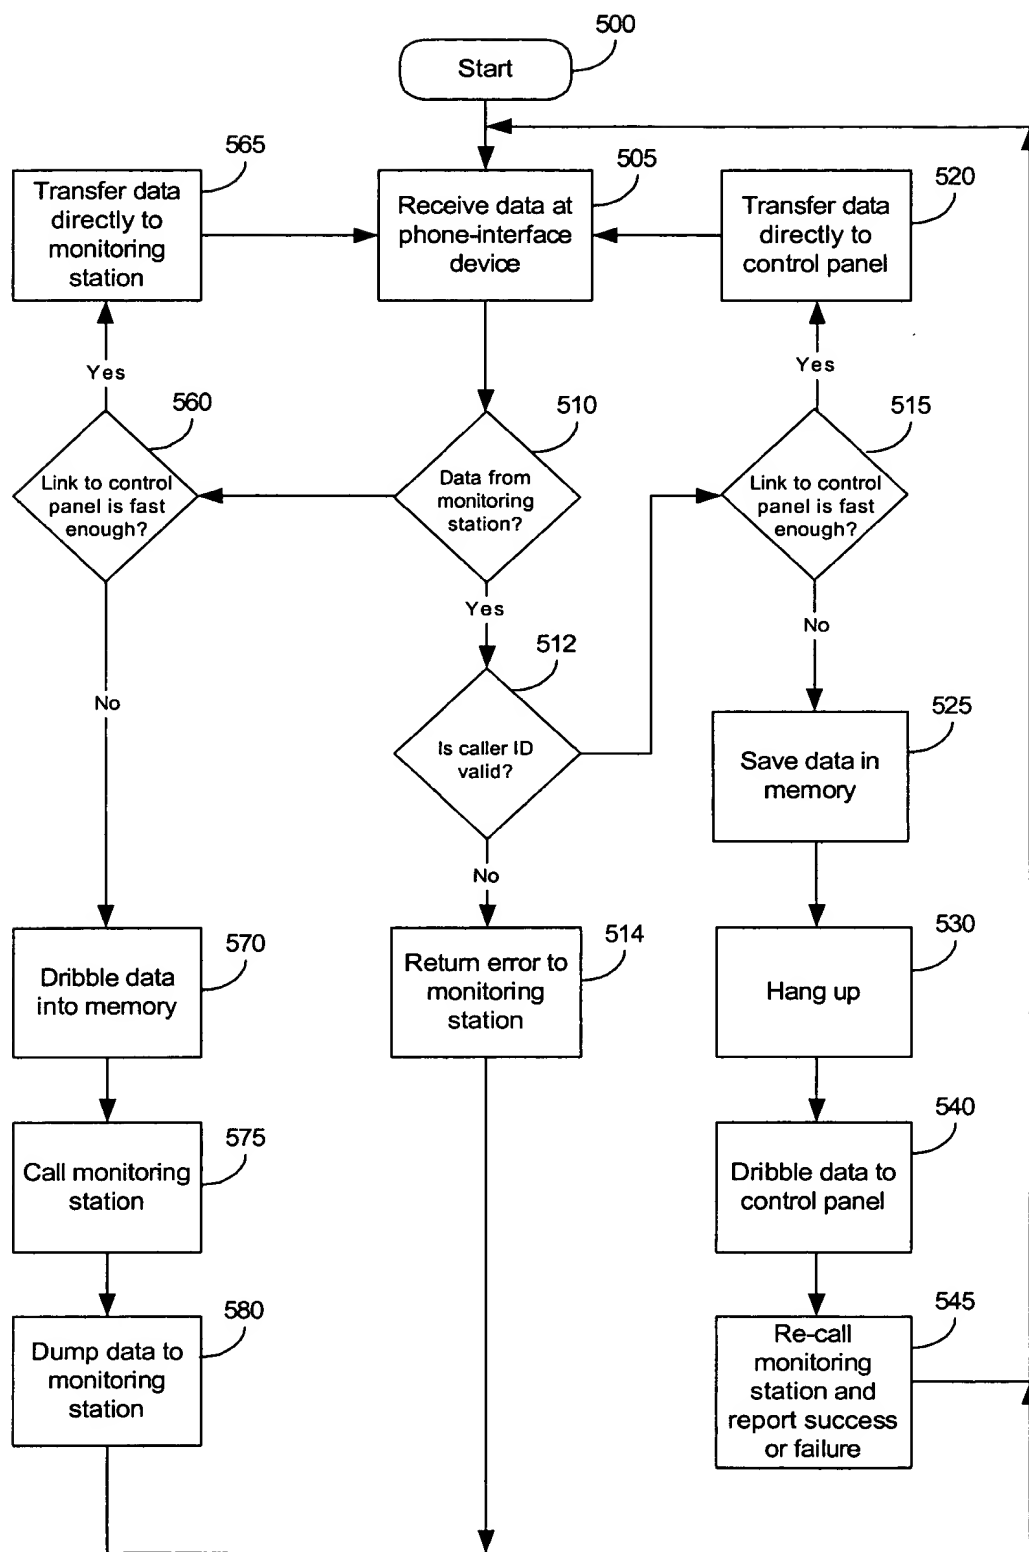 500
Start
565
Transfer data
directly to
monitoring
station
505
Receive data at
phone-interface
device
520
Transfer data
directly to
control panel
Yes
Yes
560
Link to control
panel is fast
enough?
510
Data from
monitoring
station?
515
Link to control
panel is fast
enough?
Yes
No
512
Is caller ID
valid?
No
525
Save data in
memory
No
570
Dribble data
into memory
514
Return error to
monitoring
station
530
Hang up
575
Call monitoring
station
540
Dribble data to
control panel
580
Dump data to
monitoring
station
545
Re-call
monitoring
station and
report success
or failure